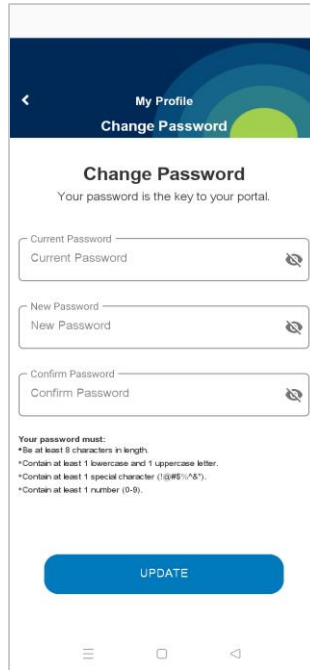 My Profile
Change Password
Change Password
Your password is the key to your portal.
Current Password
Current Password
New Password
New Password
Confirm Password
Confirm Password
Your password must:
*Be at least 8 characters in length.
*Contain at least 1 lowercase and 1 uppercase letter.
*Contain at least 1 special character (!@#$%^&*).
*Contain at least 1 number (0-9).
UPDATE